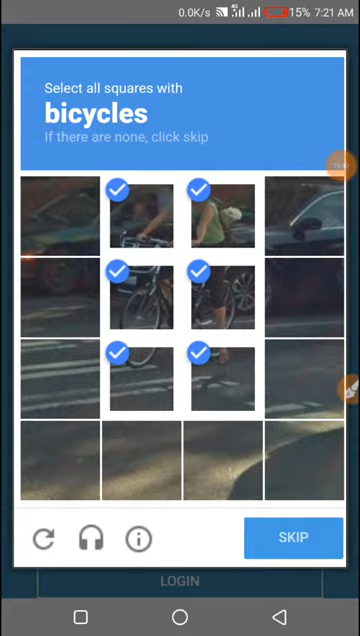 0.0K/s 4G 15% 7:21 AM
Select all squares with
bicycles
If there are none, click skip
SKIP
LOGIN